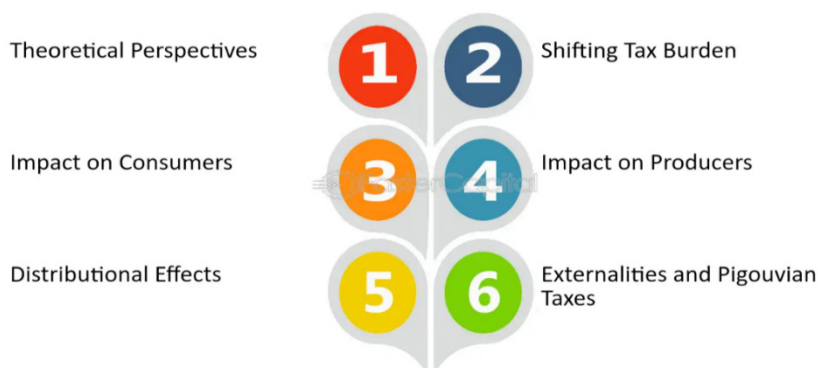 Theoretical Perspectives
1
2
Shifting Tax Burden
Impact on Consumers
3
4
Impact on Producers
FasterCapital
Distributional Effects
5
6
Externalities and Pigouvian
Taxes